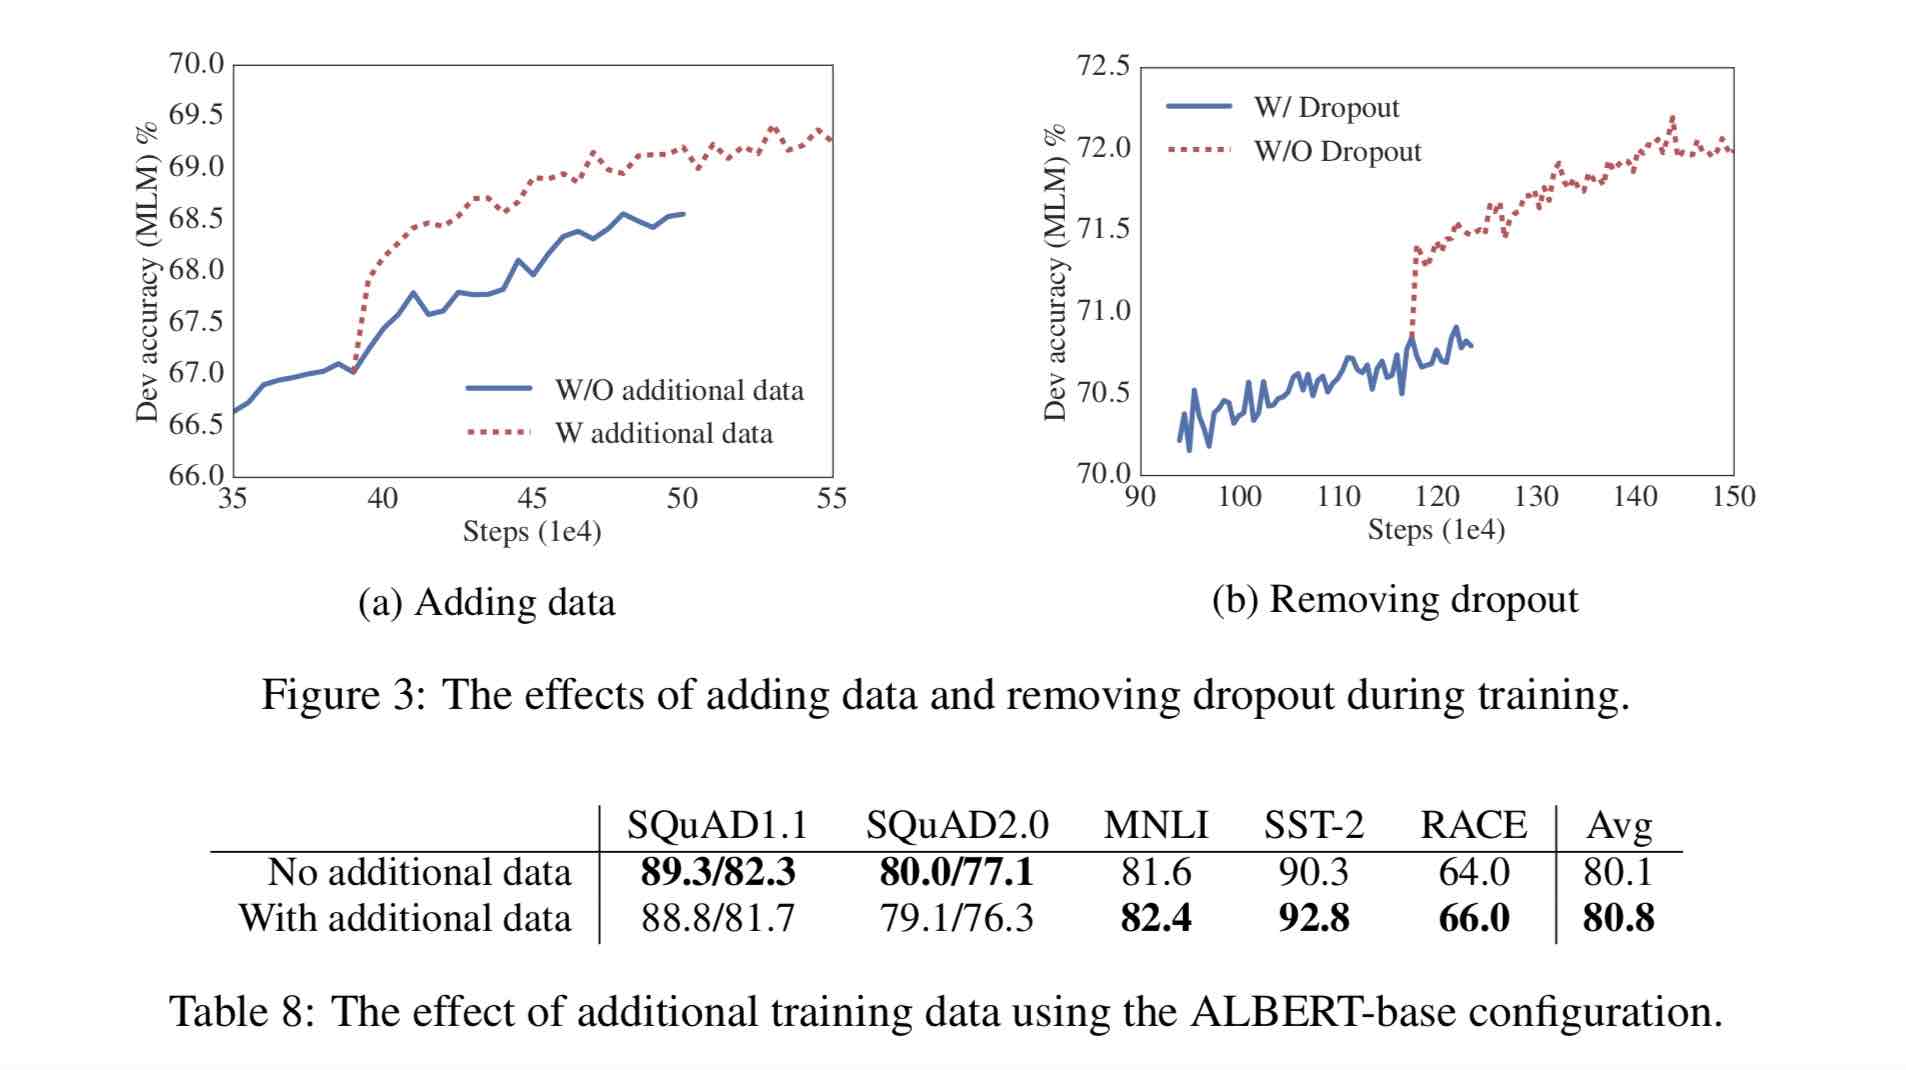 70.0
69.5
69.0
68.5
68.0
67.5
67.0
66.5
66.0
Dev accuracy (MLM) %
W/O additional data
W additional data
35 40 45 50 55
Steps (1e4)
(a) Adding data
72.5
72.0
71.5
71.0
70.5
70.0
Dev accuracy (MLM) %
W/ Dropout
W/O Dropout
90 100 110 120 130 140 150
Steps (1e4)
(b) Removing dropout
Figure 3: The effects of adding data and removing dropout during training.
SQuAD1.1 SQuAD2.0 MNLI SST-2 RACE Avg
No additional data 89.3/82.3 80.0/77.1 81.6 90.3 64.0 80.1
With additional data 88.8/81.7 79.1/76.3 82.4 92.8 66.0 80.8
Table 8: The effect of additional training data using the ALBERT-base configuration.